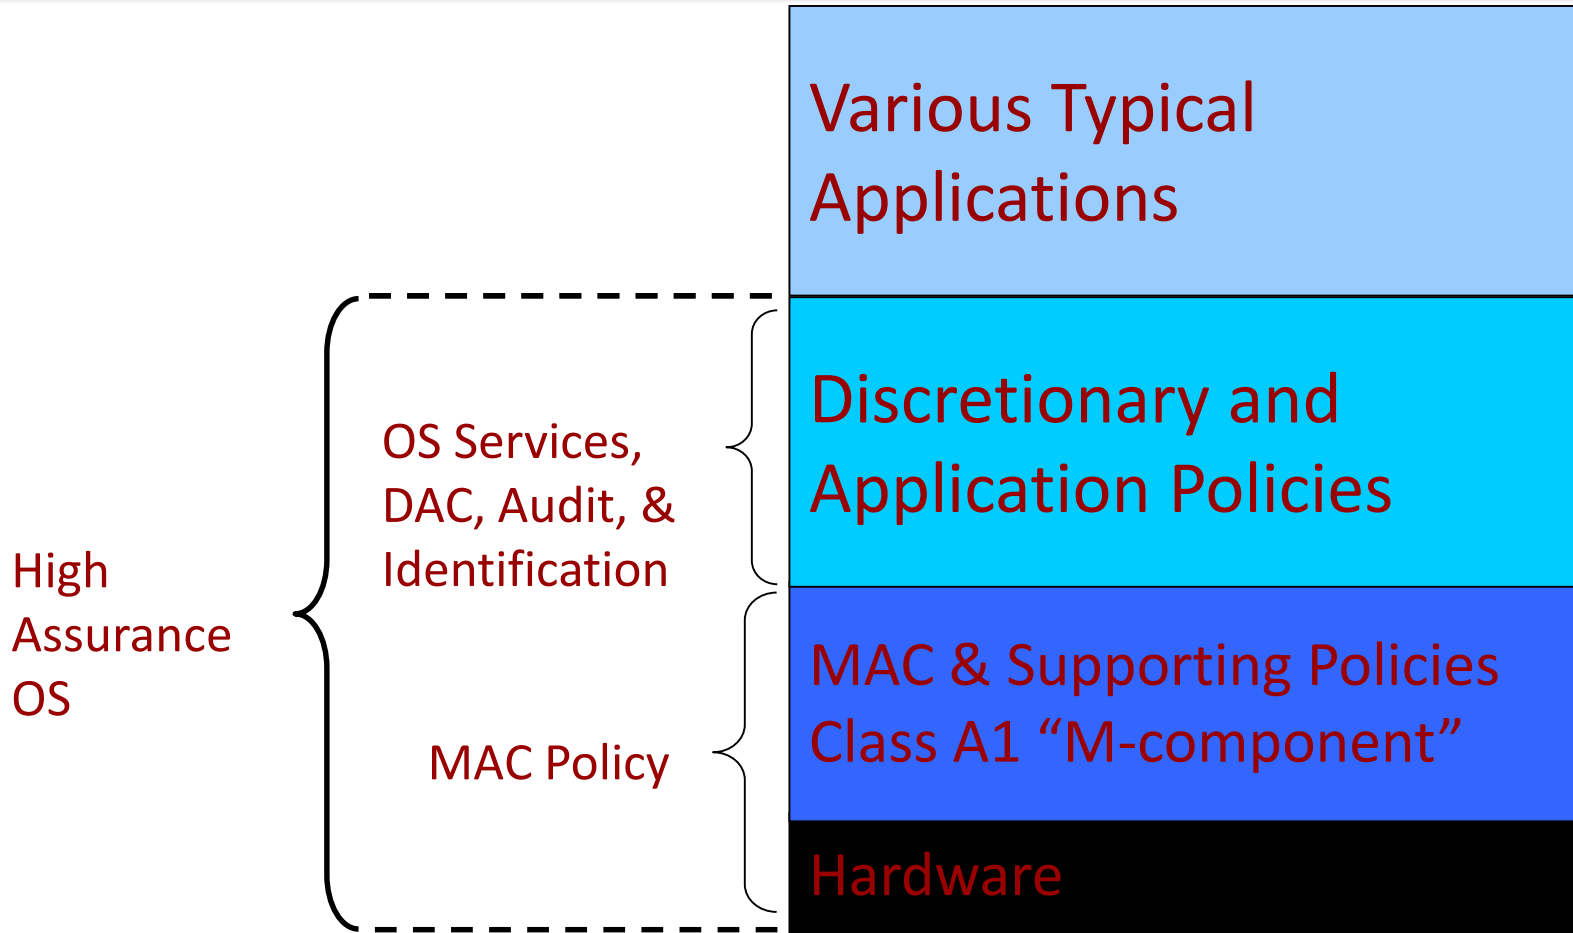 Various Typical
Applications
Discretionary and
Application Policies
OS Services,
DAC, Audit, &
Identification
High
Assurance
OS
MAC & Supporting Policies
Class A1 “M-component”
MAC Policy
Hardware